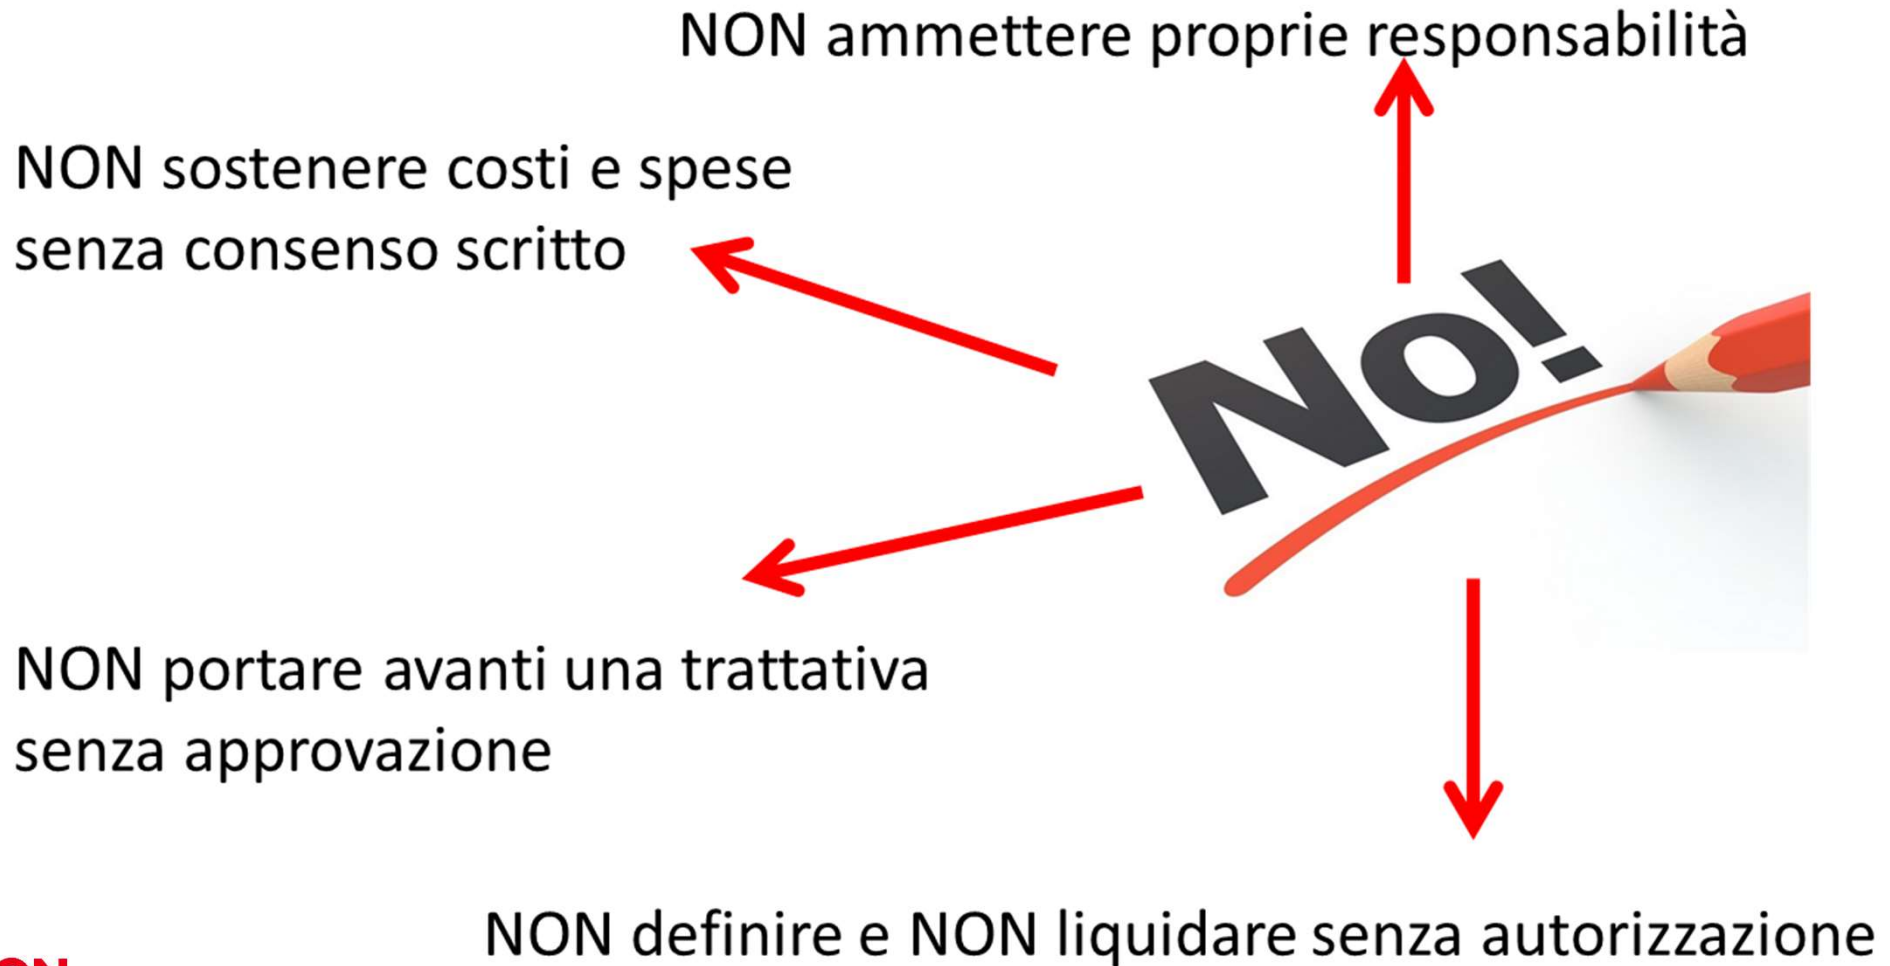 NON ammettere proprie responsabilità
NON sostenere costi e spese
senza consenso scritto
No!
NON portare avanti una trattativa
senza approvazione
NON definire e NON liquidare senza autorizzazione